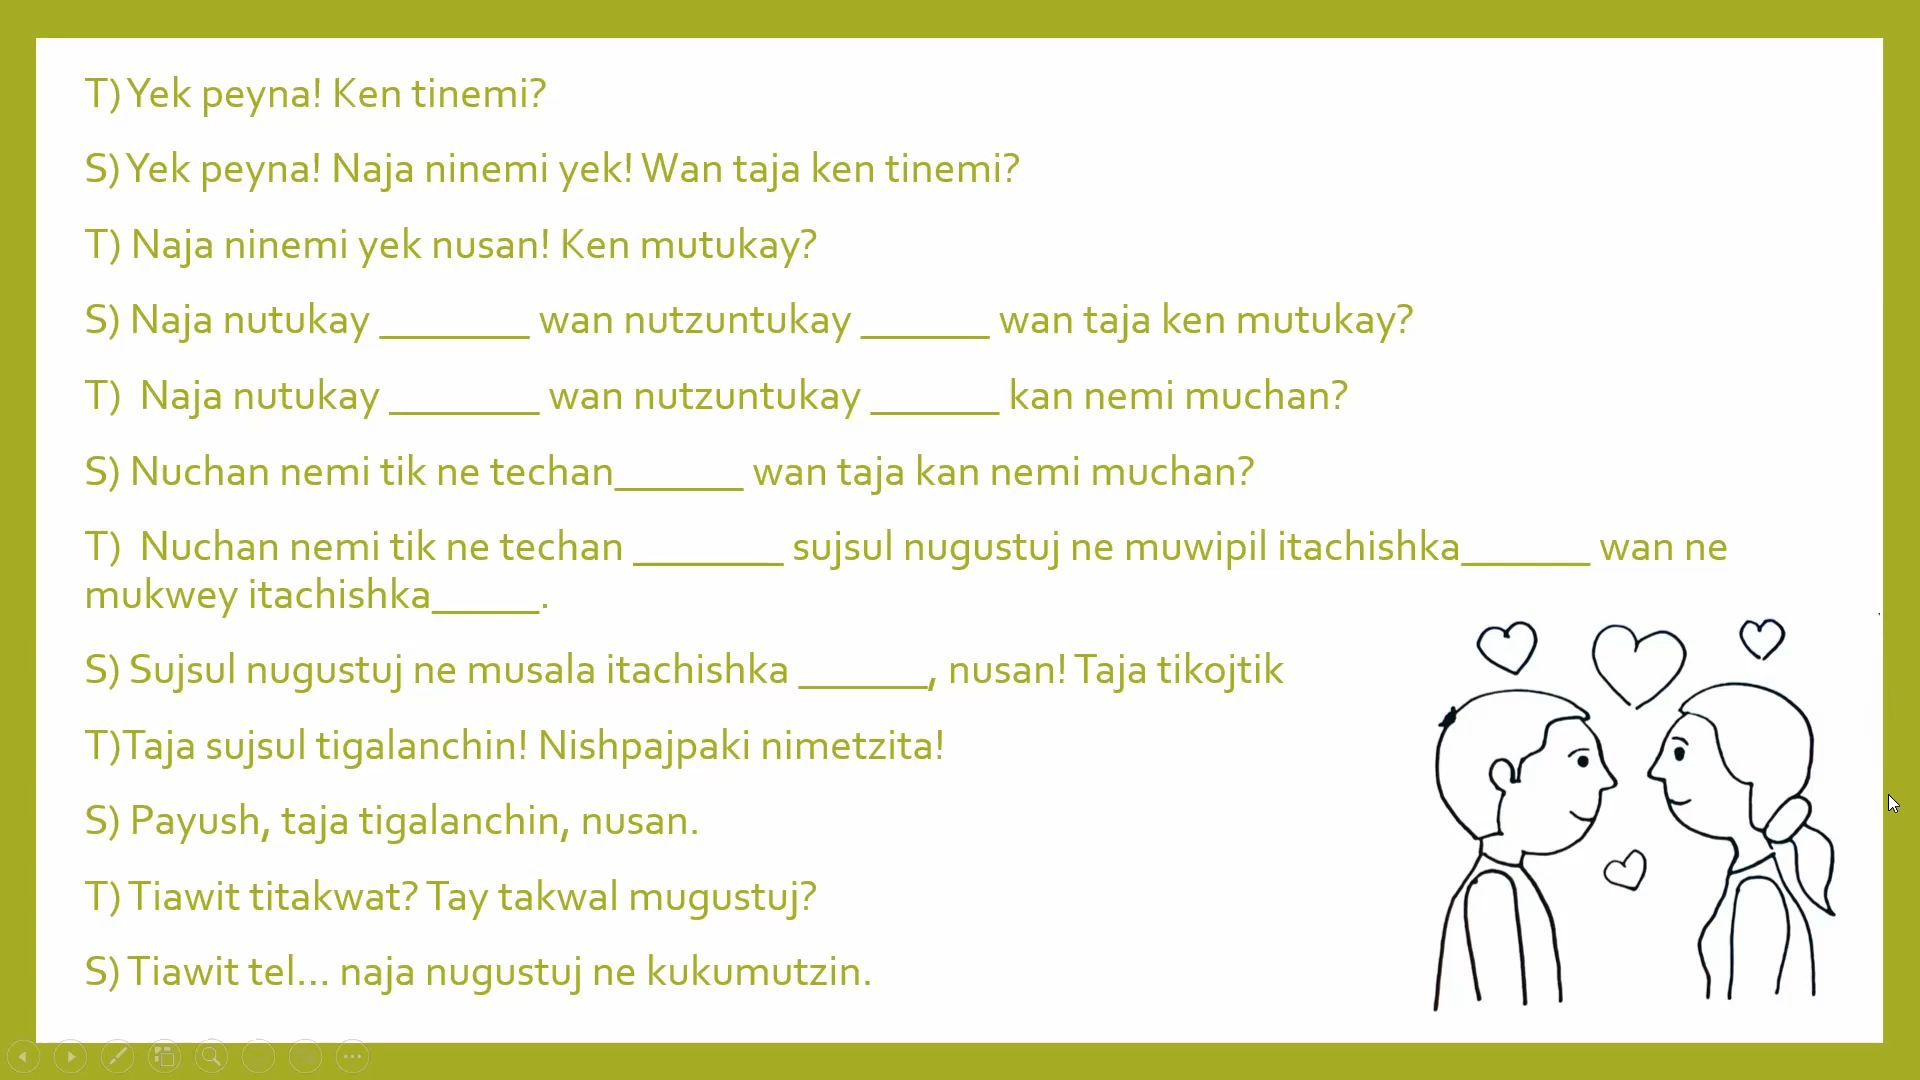 T) Yek peyna! Ken tinemi?
S) Yek peyna! Naja ninemi yek! Wan taja ken tinemi?
T) Naja ninemi yek nusan! Ken mutukay?
S) Naja nutukay _______ wan nutzuntukay ______ wan taja ken mutukay?
T) Naja nutukay _______ wan nutzuntukay ______ kan nemi muchan?
S) Nuchan nemi tik ne techan______ wan taja kan nemi muchan?
T) Nuchan nemi tik ne techan _______ sujsul nugustuj ne muwipil itachishka______ wan ne
mukwey itachishka_____.
S) Sujsul nugustuj ne musala itachishka ______, nusan! Taja tikojtik
T)Taja sujsul tigalanchin! Nishpajpaki nimetzita!
S) Payush, taja tigalanchin, nusan.
T) Tiawit titakwat? Tay takwal mugustuj?
S) Tiawit tel... naja nugustuj ne kukumutzin.